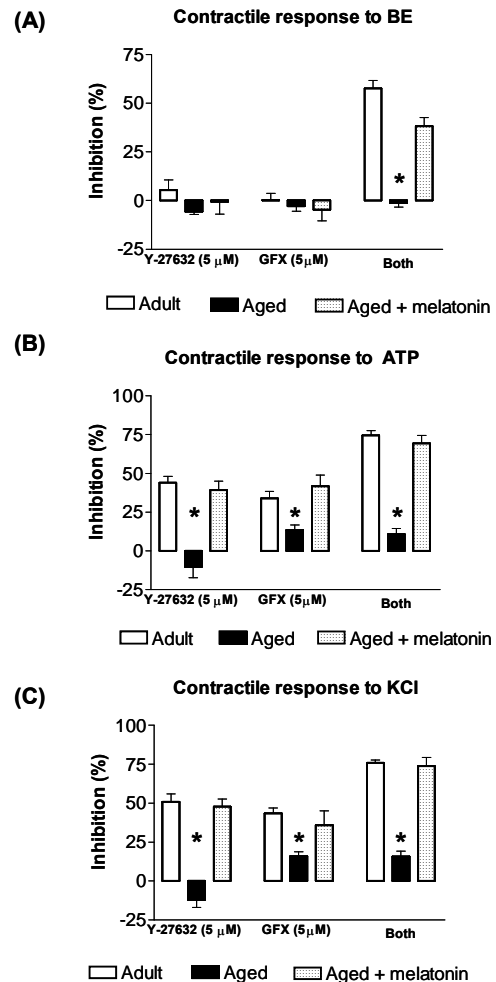 (A)
Contractile response to BE
Inhibition (%)
75
50
25
0
-25
*
Y-27632 (5 μM)
GFX (5μM)
Both
Adult
Aged
Aged + melatonin
(B)
Contractile response to ATP
Inhibition (%)
100
75
50
25
0
-25
*
*
*
Y-27632 (5 μM)
GFX (5μM)
Both
Adult
Aged
Aged + melatonin
(C)
Contractile response to KCl
Inhibition (%)
100
75
50
25
0
-25
*
*
*
Y-27632 (5 μM)
GFX (5μM)
Both
Adult
Aged
Aged + melatonin